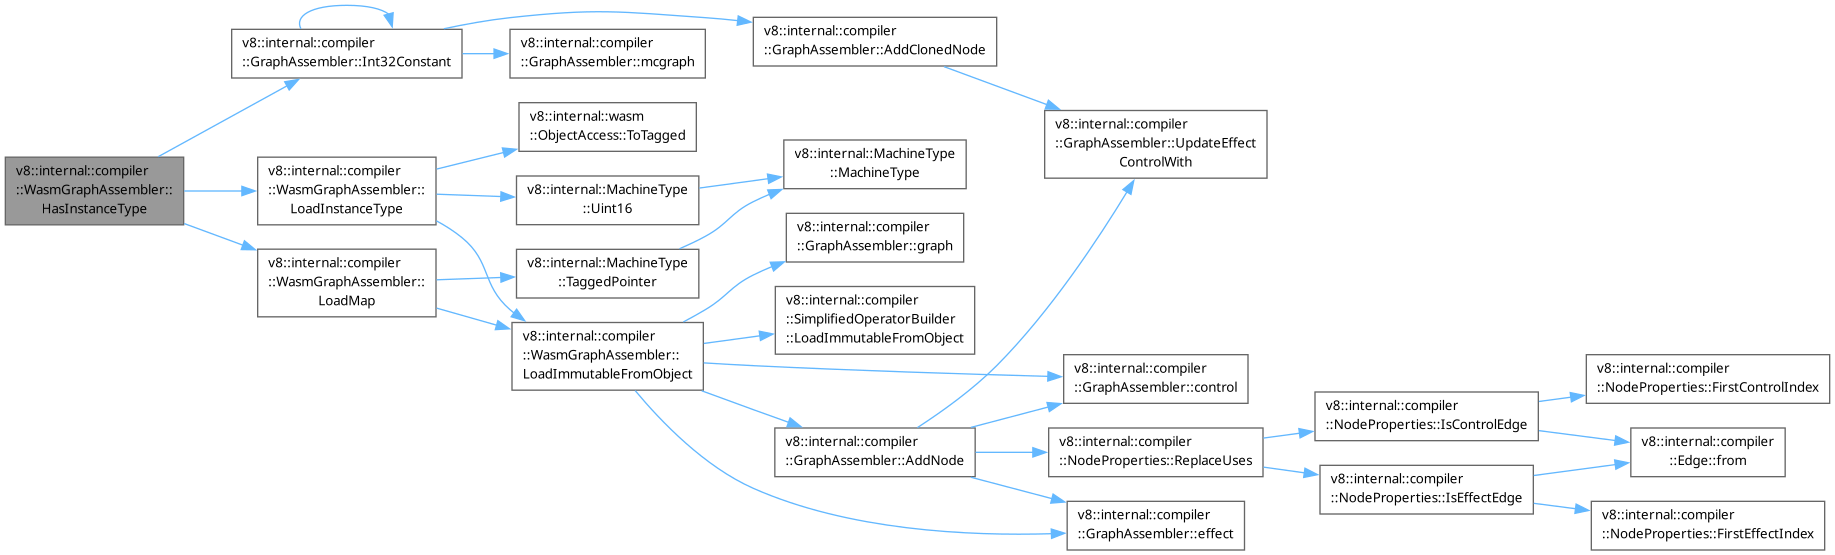 v8::internal::compiler
::WasmGraphAssembler::
HasInstanceType
v8::internal::compiler
::GraphAssembler::Int32Constant
v8::internal::compiler
::GraphAssembler::mcgraph
v8::internal::compiler
::GraphAssembler::AddClonedNode
v8::internal::compiler
::GraphAssembler::UpdateEffect
ControlWith
v8::internal::compiler
::WasmGraphAssembler::
LoadInstanceType
v8::internal::wasm
::ObjectAccess::ToTagged
v8::internal::MachineType
::Uint16
v8::internal::MachineType
::MachineType
v8::internal::compiler
::WasmGraphAssembler::
LoadMap
v8::internal::MachineType
::TaggedPointer
v8::internal::compiler
::WasmGraphAssembler::
LoadImmutableFromObject
v8::internal::compiler
::GraphAssembler::graph
v8::internal::compiler
::SimplifiedOperatorBuilder
::LoadImmutableFromObject
v8::internal::compiler
::GraphAssembler::control
v8::internal::compiler
::GraphAssembler::AddNode
v8::internal::compiler
::NodeProperties::ReplaceUses
v8::internal::compiler
::GraphAssembler::effect
v8::internal::compiler
::NodeProperties::IsControlEdge
v8::internal::compiler
::NodeProperties::IsEffectEdge
v8::internal::compiler
::NodeProperties::FirstControlIndex
v8::internal::compiler
::Edge::from
v8::internal::compiler
::NodeProperties::FirstEffectIndex